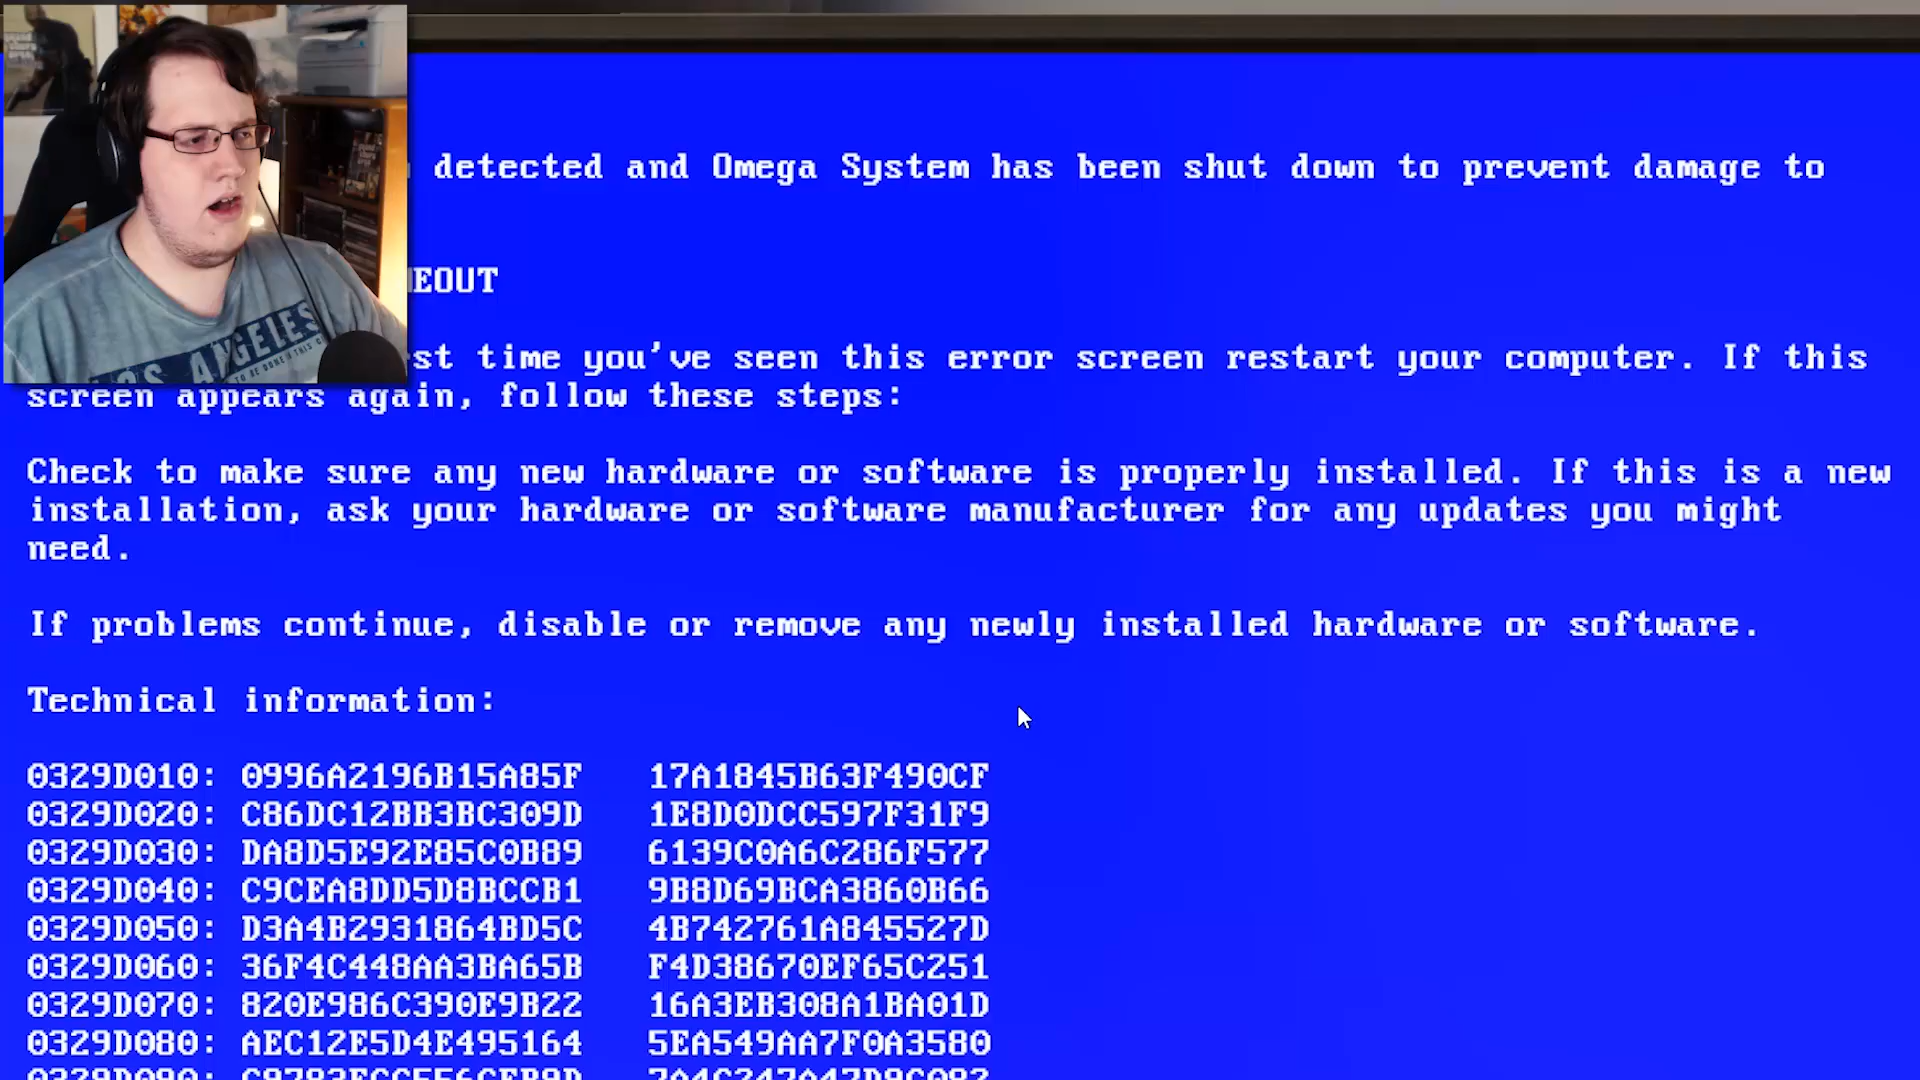 detected and Omega System has been shut down to prevent damage to
EOUT
st time you've seen this error screen restart your computer. If this
screen appears again, follow these steps:
Check to make sure any new hardware or software is properly installed. If this is a new
installation, ask your hardware or software manufacturer for any updates you might
need.
If problems continue, disable or remove any newly installed hardware or software.
Technical information:
0329D010: 0996A2196B15A85F 17A1845B63F490CF
0329D020: C86DC12BB3BC309D 1E8D0DCC597F31F9
0329D030: DA8D5E92E85C0B89 6139C0A6C286F577
0329D040: C9CEA8DD5D8BCCB1 9B8D69BCA3860B66
0329D050: D3A4B2931864BD5C 4B742761A845527D
0329D060: 36F4C448AA3BA65B F4D38670EF65C251
0329D070: 820E986C390E9B22 16A3EB308A1BA01D
0329D080: AEC12E5D4E495164 5EA549AA7F0A3580
LOS ANGELES